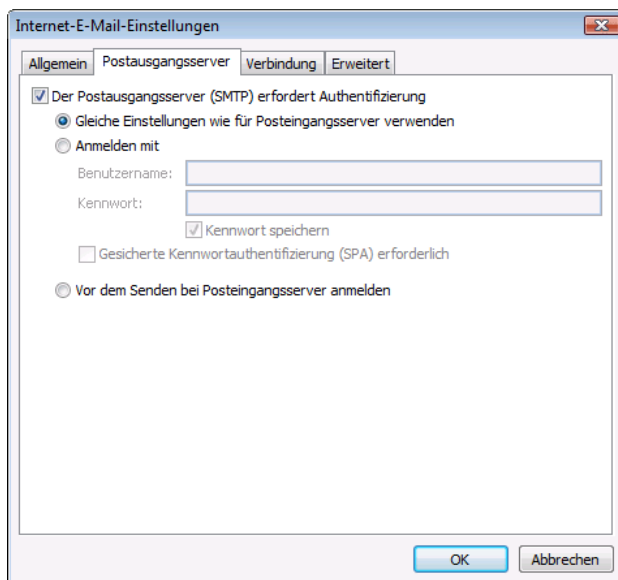 Internet-E-Mail-Einstellungen
Allgemein Postausgangsserver Verbindung Erweitert
Der Postausgangsserver (SMTP) erfordert Authentifizierung
Gleiche Einstellungen wie für Posteingangsserver verwenden
Anmelden mit
Benutzername:
Kennwort:
Kennwort speichern
Gesicherte Kennwortauthentifizierung (SPA) erforderlich
Vor dem Senden bei Posteingangsserver anmelden
OK Abbrechen